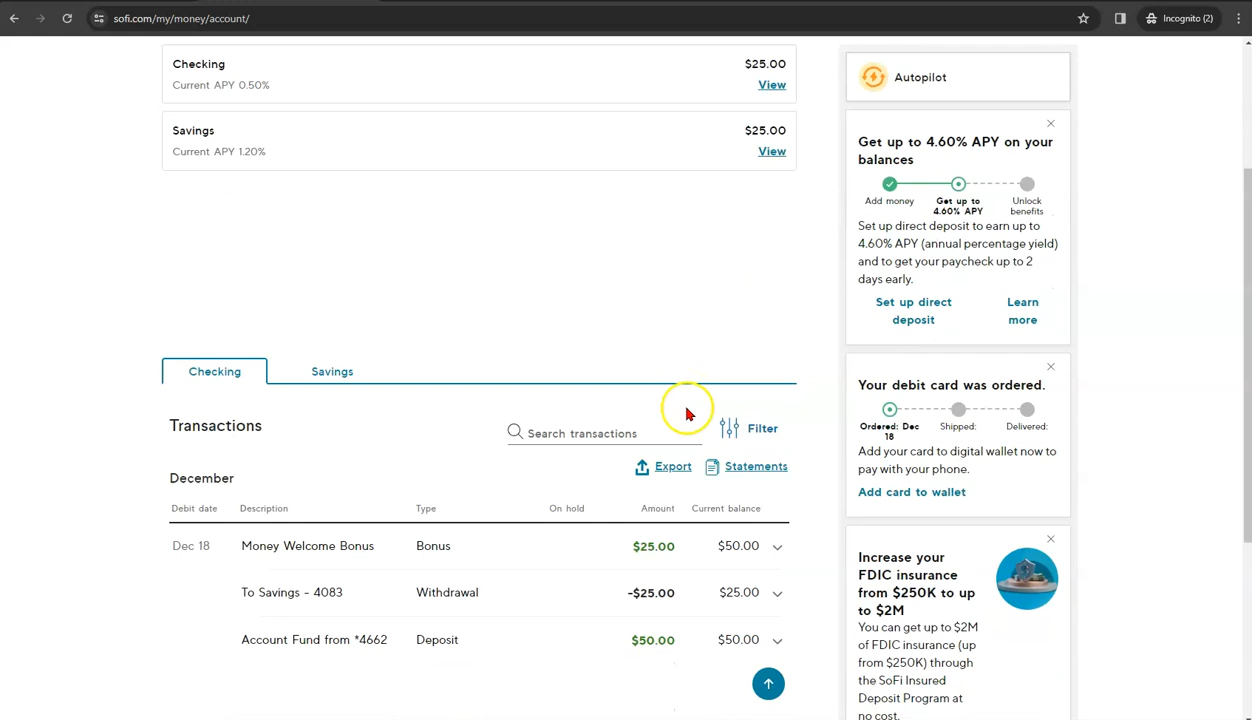 sofi.com/my/money/account/
Incognito (2)
Checking
$25.00
Current APY 0.50%
View
Savings
$25.00
Current APY 1.20%
View
Checking
Savings
Transactions
Search transactions
Filter
Export
Statements
December
Debit date Description Type On hold Amount Current balance
Dec 18 Money Welcome Bonus Bonus $25.00 $50.00
To Savings - 4083 Withdrawal -$25.00 $25.00
Account Fund from *4662 Deposit $50.00 $50.00
Autopilot
Get up to 4.60% APY on your
balances
Add money
Get up to
4.60% APY
Unlock
benefits
Set up direct deposit to earn up to
4.60% APY (annual percentage yield)
and to get your paycheck up to 2
days early.
Set up direct
deposit
Learn
more
Your debit card was ordered.
Ordered: Dec
18
Shipped:
Delivered:
Add your card to digital wallet now to
pay with your phone.
Add card to wallet
Increase your
FDIC insurance
from $250K to up
to $2M
You can get up to $2M
of FDIC insurance (up
from $250K) through
the SoFi Insured
Deposit Program at
no cost.